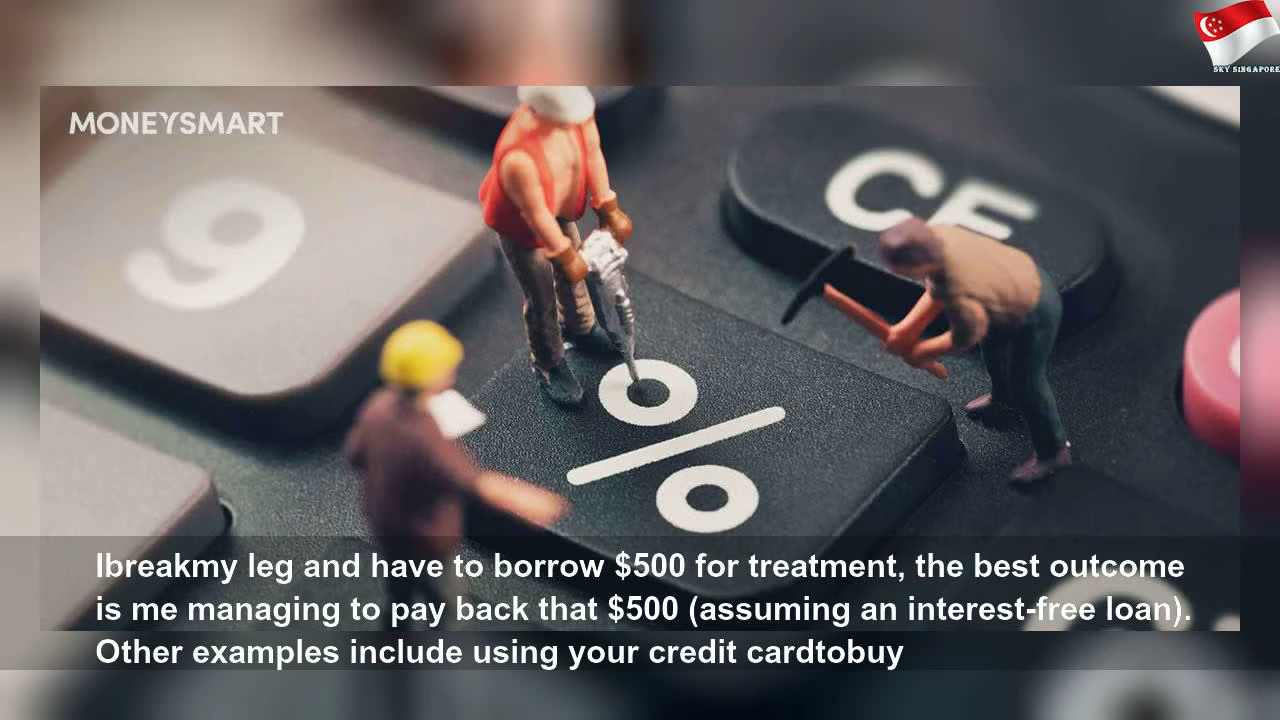 SKY SINGAPORE
MONEYSMART
9
CE
%
Ibreakmy leg and have to borrow $500 for treatment, the best outcome
is me managing to pay back that $500 (assuming an interest-free loan).
Other examples include using your credit cardtobuy